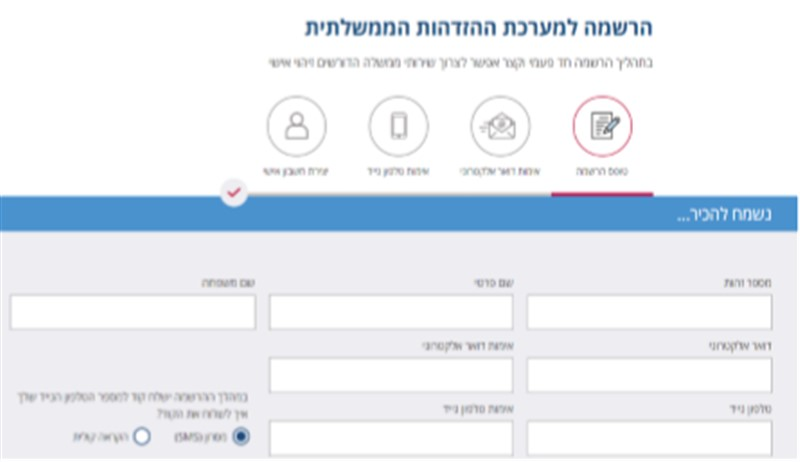 הרשמה למערכת ההזדהות הממשלתית
בתהליך הרשמה חד פעמי וקצר אפשר לצרוך שירותי ממשלה הדורשים זיהוי אישי
טופס הרשמה
אימות דואר אלקטרוני
אימות טלפון נייד
יצירת חשבון אישי
נשמח להכיר...
מספר זהות
שם פרטי
שם משפחה
דואר אלקטרוני
אימות דואר אלקטרוני
טלפון נייד
אימות טלפון נייד
במהלך ההרשמה ישלח קוד למספר הטלפון הנייד שלך
איך לשלוח את הקוד?
מסרון (SMS)
הקראה קולית